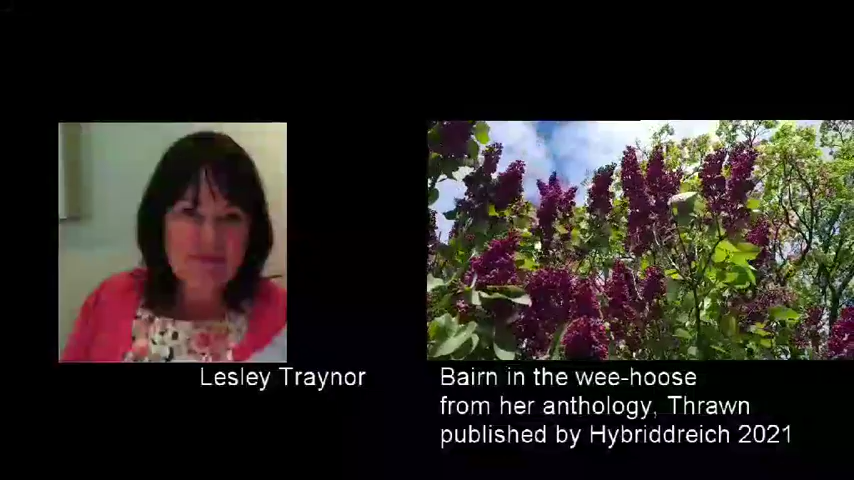 Lesley Traynor
Bairn in the wee-hoose
from her anthology, Thrawn
published by Hybriddreich 2021